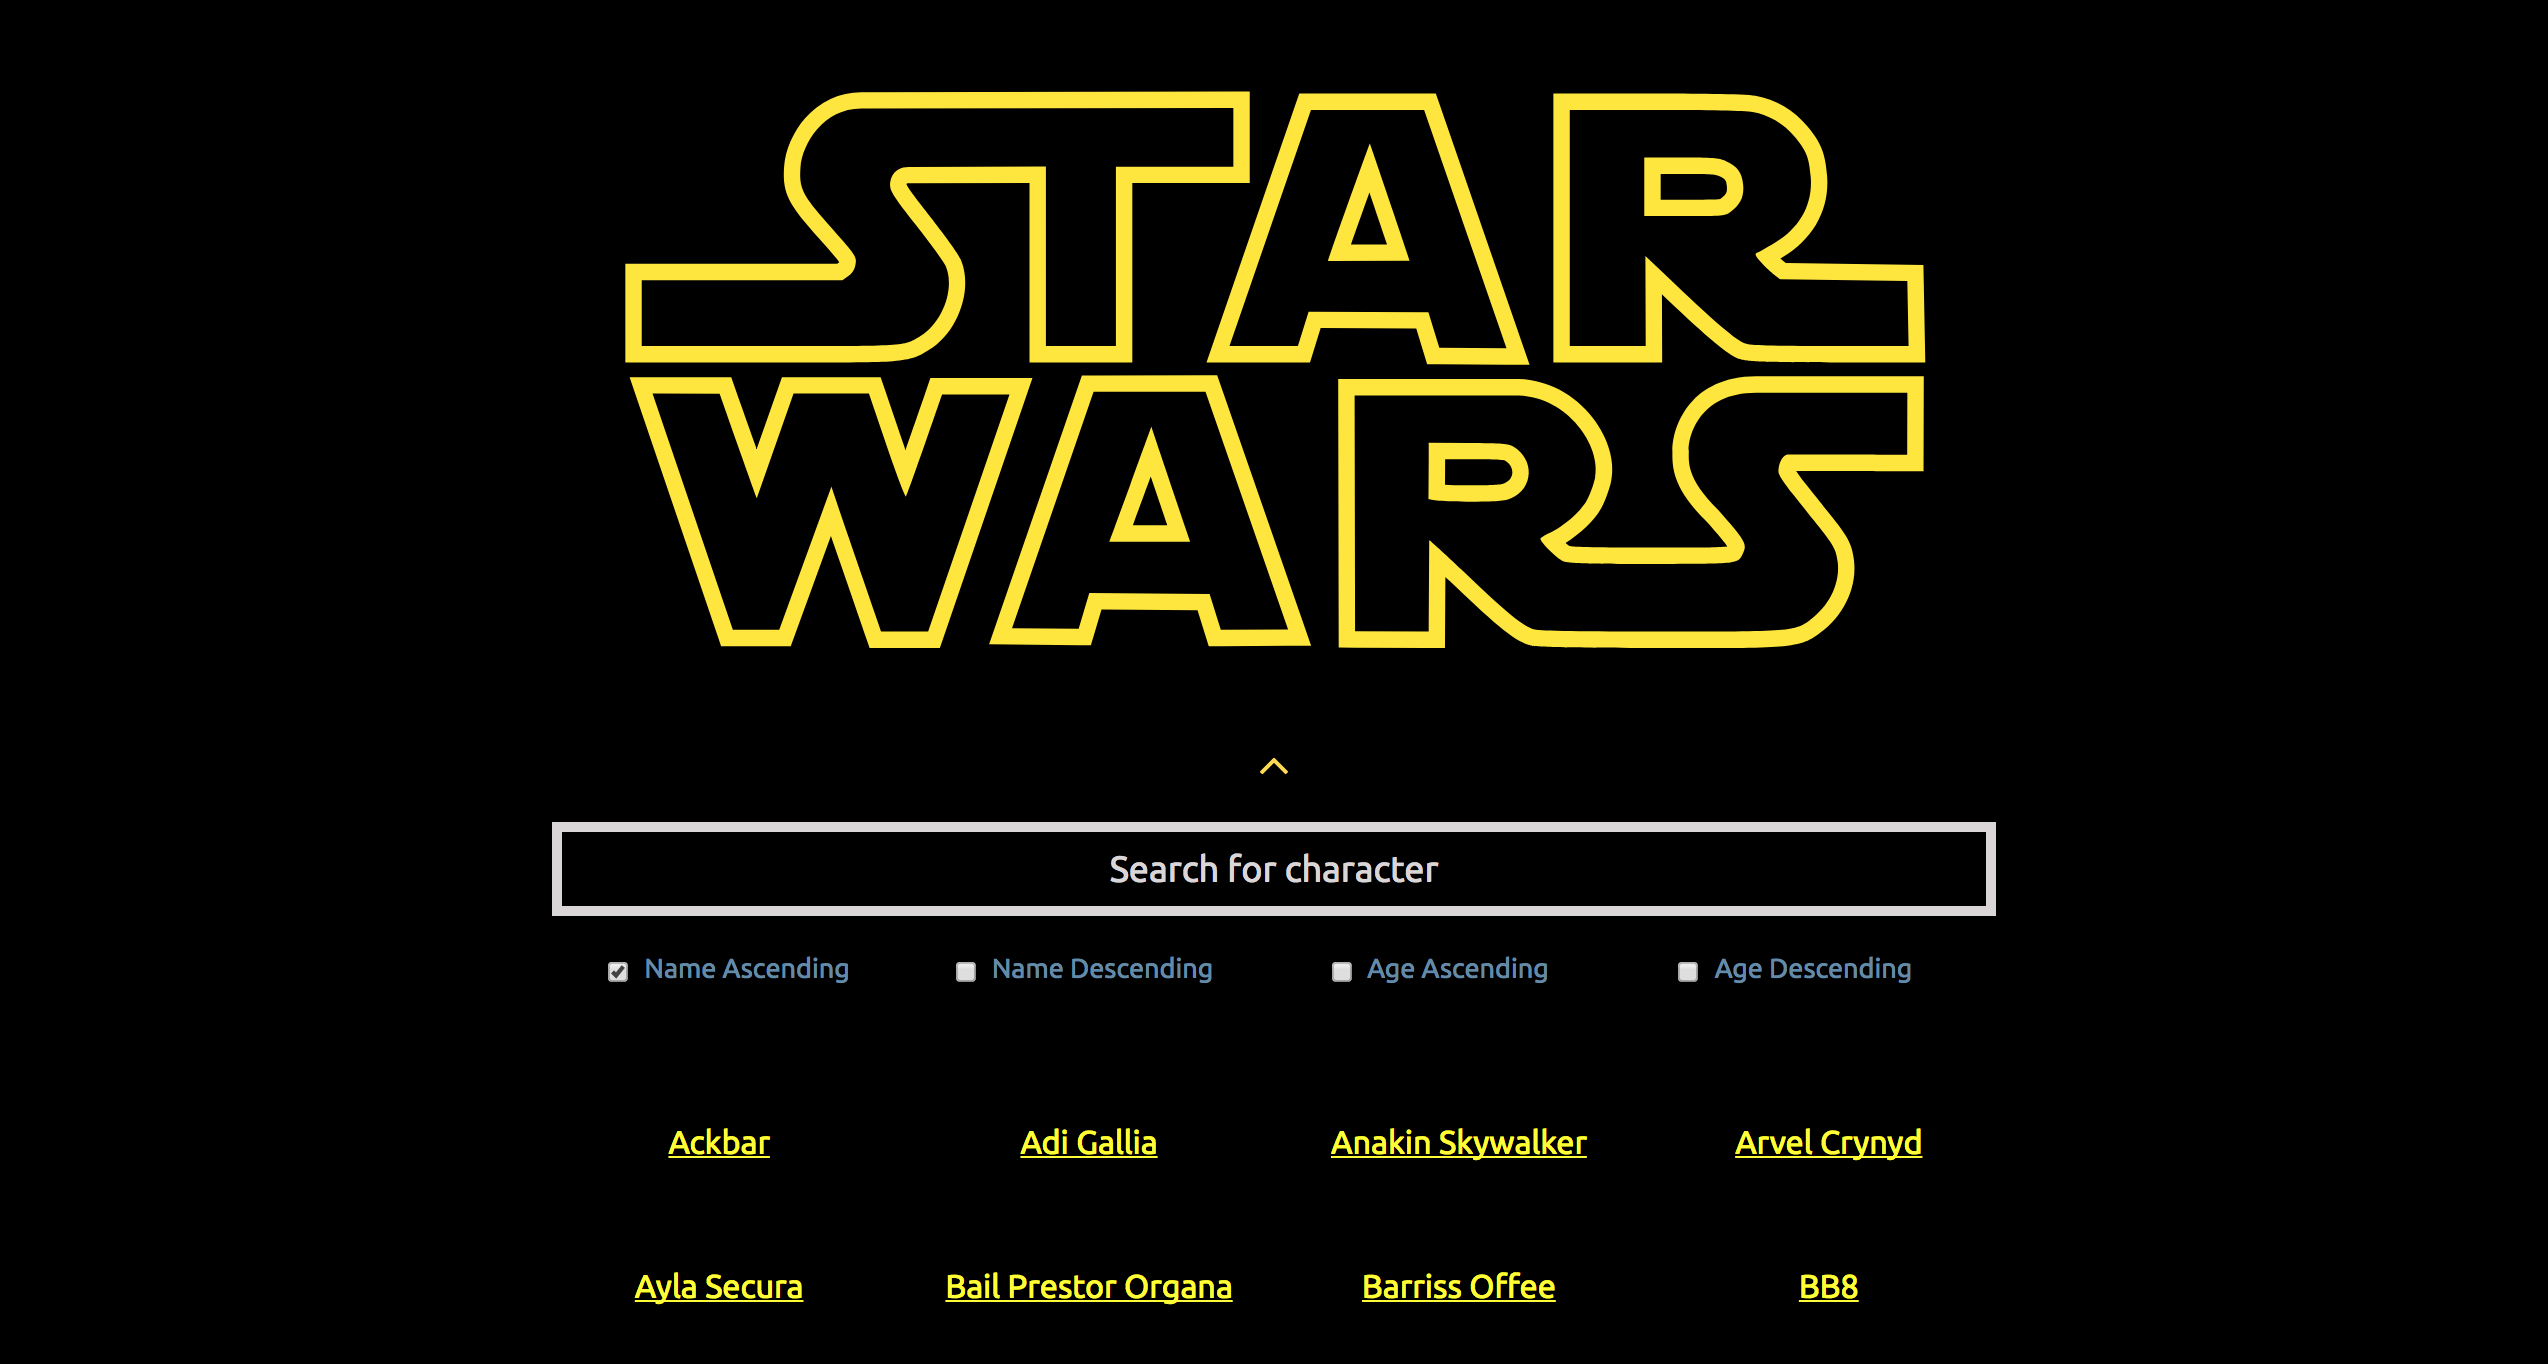 STAR
WARS
Search for character
Name Ascending Name Descending Age Ascending Age Descending
Ackbar Adi Gallia Anakin Skywalker Arvel Crynyd
Ayla Secura Bail Prestor Organa Barriss Offee BB8